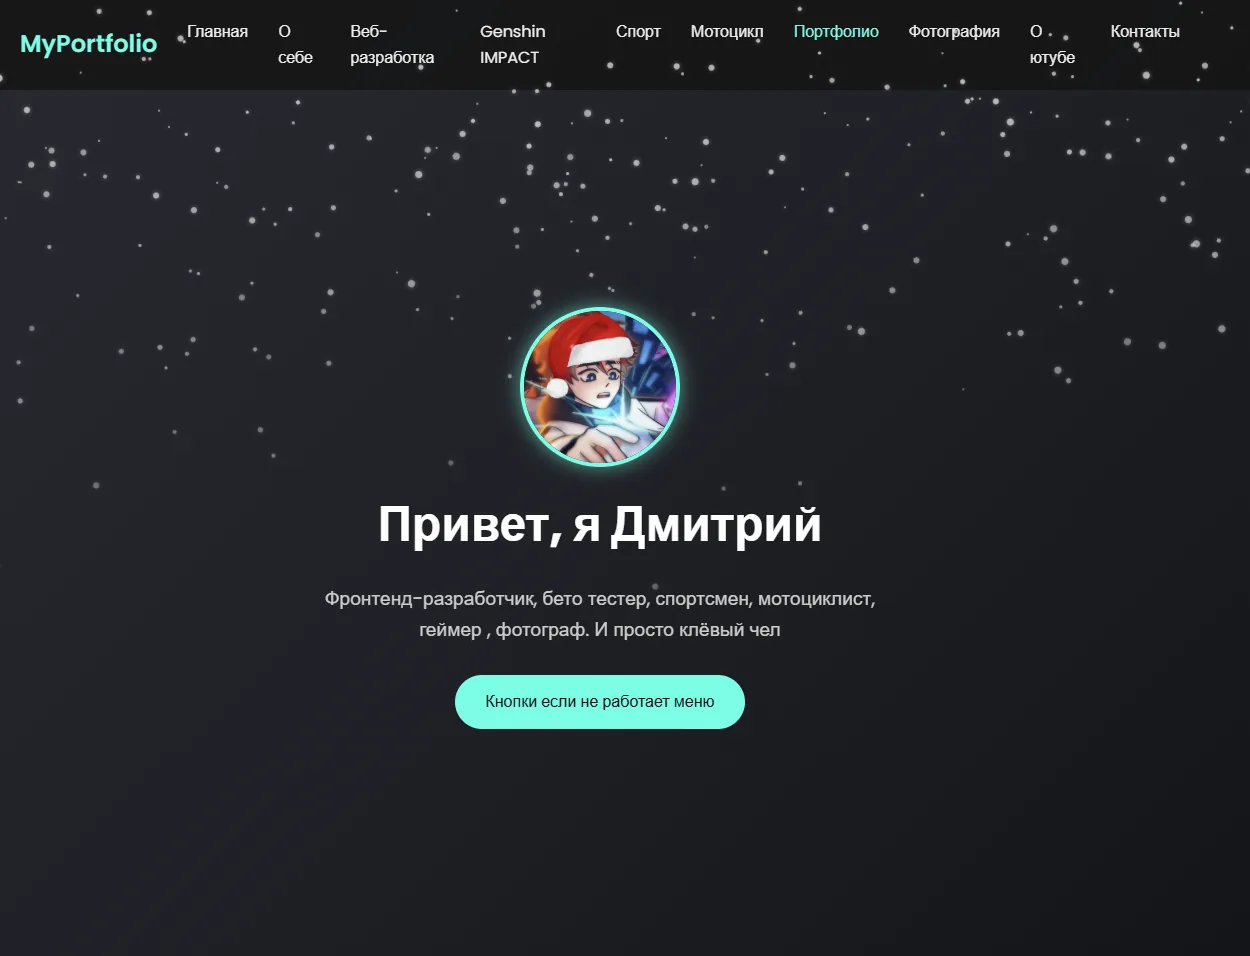 MyPortfolio
Главная
О
себе
Веб-
разработка
Genshin
IMPACT
Спорт
Мотоцикл
Портфолио
Фотография
О
ютубе
Контакты
Привет, я Дмитрий
Фронтенд-разработчик, бето тестер, спортсмен, мотоциклист,
геймер , фотограф. И просто клёвый чел
Кнопки если не работает меню